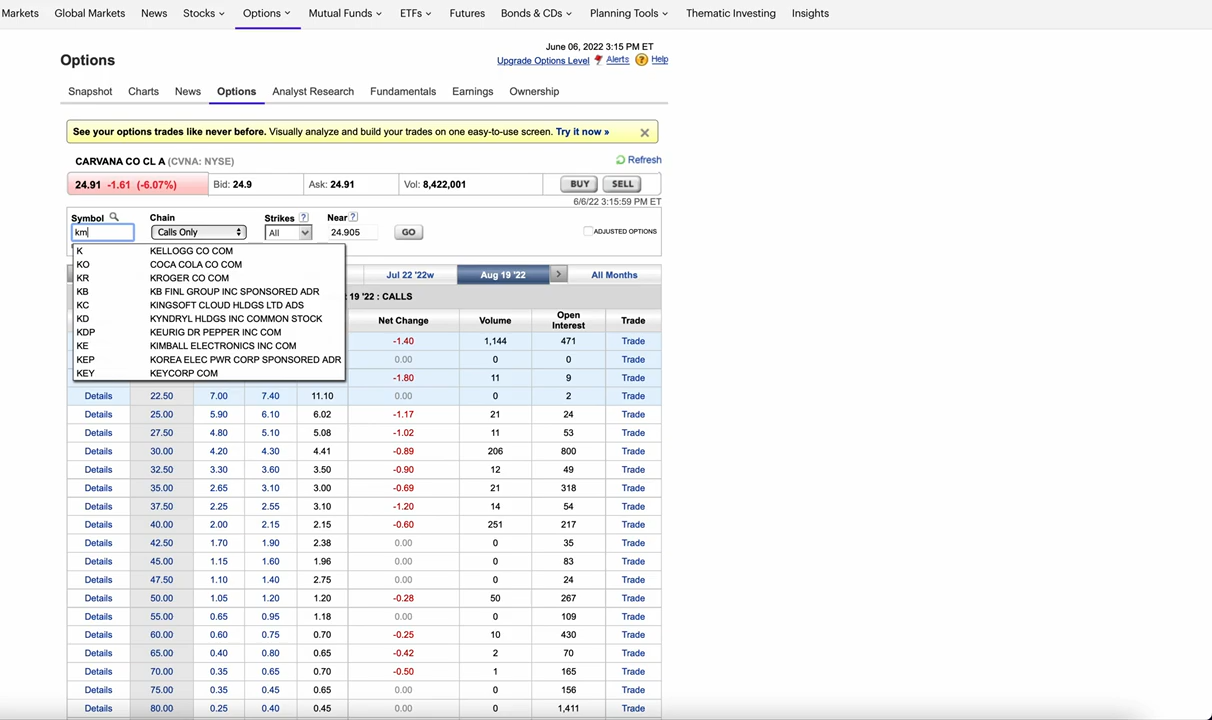 Markets Global Markets News Stocks Options Mutual Funds ETFs Futures Bonds & CDs Planning Tools Thematic Investing Insights
June 06, 2022 3:15 PM ET
Options
Upgrade Options Level Alerts ? Help
Snapshot Charts News Options Analyst Research Fundamentals Earnings Ownership
See your options trades like never before. Visually analyze and build your trades on one easy-to-use screen. Try it now »
CARVANA CO CL A (CVNA: NYSE) Refresh
24.91 -1.61 (-6.07%) Bid: 24.9 Ask: 24.91 Vol: 8,422,001 BUY SELL
6/6/22 3:15:59 PM ET
Symbol Chain Strikes ? Near ?
km Calls Only All 24.905 GO ADJUSTED OPTIONS
K KELLOGG CO COM
KO COCA COLA CO COM
KR KROGER CO COM
KB KB FINL GROUP INC SPONSORED ADR
KC KINGSOFT CLOUD HLDGS LTD ADS
KD KYNDRYL HLDGS INC COMMON STOCK
KDP KEURIG DR PEPPER INC COM
KE KIMBALL ELECTRONICS INC COM
KEP KOREA ELEC PWR CORP SPONSORED ADR
KEY KEYCORP COM
Jul 22 '22w Aug 19 '22 > All Months
19 '22 : CALLS
Net Change Volume Open Interest Trade
-1.40 1,144 471 Trade
0.00 0 0 Trade
-1.80 11 9 Trade
Details 22.50 7.00 7.40 11.10 0.00 0 2 Trade
Details 25.00 5.90 6.10 6.02 -1.17 21 24 Trade
Details 27.50 4.80 5.10 5.08 -1.02 11 53 Trade
Details 30.00 4.20 4.30 4.41 -0.89 206 800 Trade
Details 32.50 3.30 3.60 3.50 -0.90 12 49 Trade
Details 35.00 2.65 3.10 3.00 -0.69 21 318 Trade
Details 37.50 2.25 2.55 3.10 -1.20 14 54 Trade
Details 40.00 2.00 2.15 2.15 -0.60 251 217 Trade
Details 42.50 1.70 1.90 2.38 0.00 0 35 Trade
Details 45.00 1.15 1.60 1.96 0.00 0 83 Trade
Details 47.50 1.10 1.40 2.75 0.00 0 24 Trade
Details 50.00 1.05 1.20 1.20 -0.28 50 267 Trade
Details 55.00 0.65 0.95 1.18 0.00 0 109 Trade
Details 60.00 0.60 0.75 0.70 -0.25 10 430 Trade
Details 65.00 0.40 0.80 0.65 -0.42 2 70 Trade
Details 70.00 0.35 0.65 0.70 -0.50 1 165 Trade
Details 75.00 0.35 0.45 0.65 0.00 0 156 Trade
Details 80.00 0.25 0.40 0.45 0.00 0 1,411 Trade